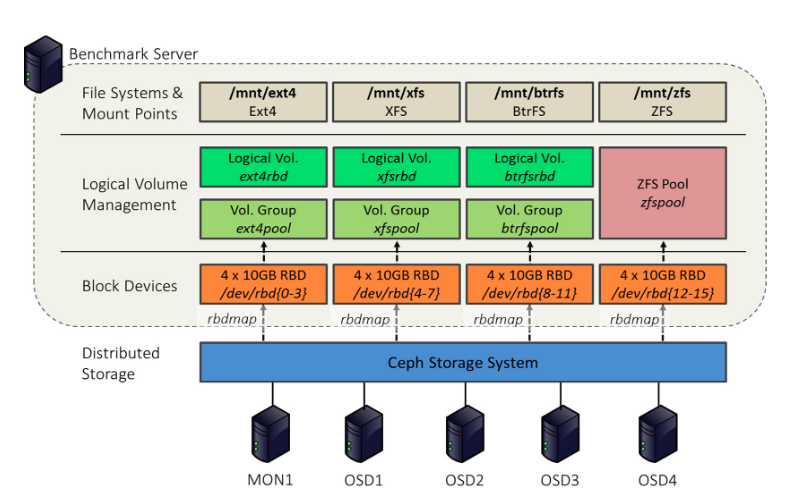 Benchmark Server
File Systems &
Mount Points
/mnt/ext4
Ext4
/mnt/xfs
XFS
/mnt/btrfs
BtrFS
/mnt/zfs
ZFS
Logical Volume
Management
Logical Vol.
ext4rbd
Logical Vol.
xfsrbd
Logical Vol.
btrfsrbd
ZFS Pool
zfspool
Vol. Group
ext4pool
Vol. Group
xfspool
Vol. Group
btrfspool
Block Devices
4 x 10GB RBD
/dev/rbd{0-3}
4 x 10GB RBD
/dev/rbd{4-7}
4 x 10GB RBD
/dev/rbd{8-11}
4 x 10GB RBD
/dev/rbd{12-15}
rbdmap
rbdmap
rbdmap
rbdmap
Distributed
Storage
Ceph Storage System
MON1
OSD1
OSD2
OSD3
OSD4